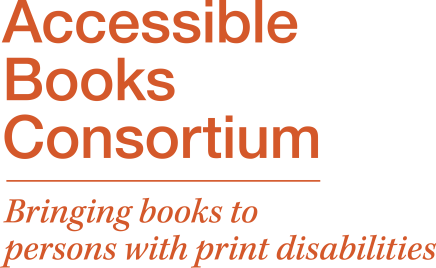 Accessible
Books
Consortium
Bringing books to
persons with print disabilities